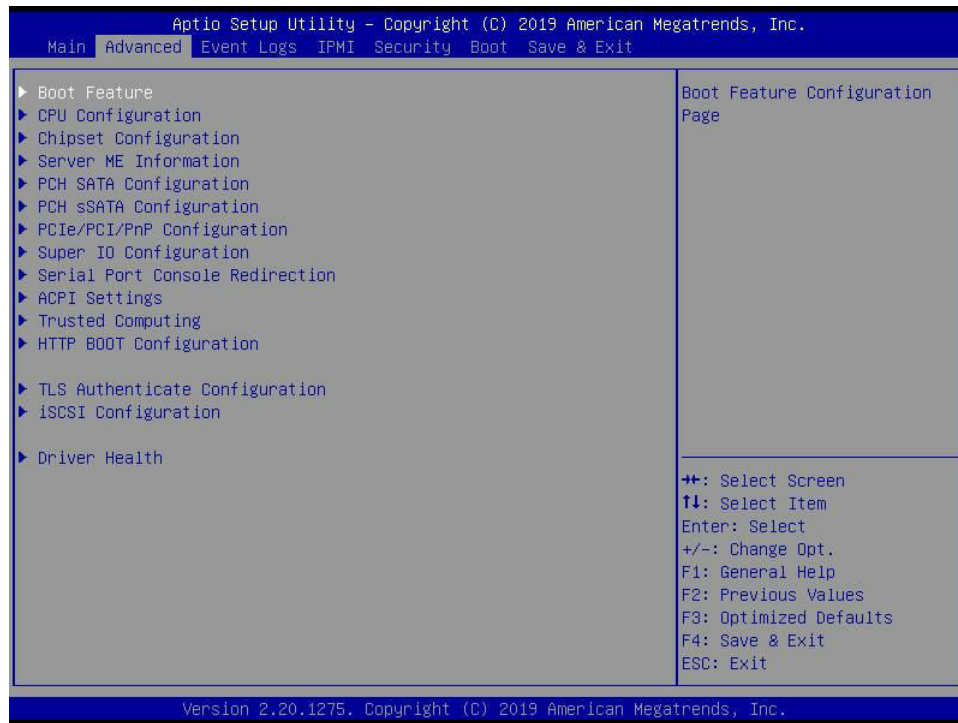 Aptio Setup Utility – Copyright (C) 2019 American Megatrends, Inc.
Main Advanced Event Logs IPMI Security Boot Save & Exit
▶ Boot Feature
▶ CPU Configuration
▶ Chipset Configuration
▶ Server ME Information
▶ PCH SATA Configuration
▶ PCH sSATA Configuration
▶ PCIe/PCI/PnP Configuration
▶ Super IO Configuration
▶ Serial Port Console Redirection
▶ ACPI Settings
▶ Trusted Computing
▶ HTTP BOOT Configuration
▶ TLS Authenticate Configuration
▶ iSCSI Configuration
▶ Driver Health
Boot Feature Configuration
Page
→←: Select Screen
↑↓: Select Item
Enter: Select
+/-: Change Opt.
F1: General Help
F2: Previous Values
F3: Optimized Defaults
F4: Save & Exit
ESC: Exit
Version 2.20.1275. Copyright (C) 2019 American Megatrends, Inc.